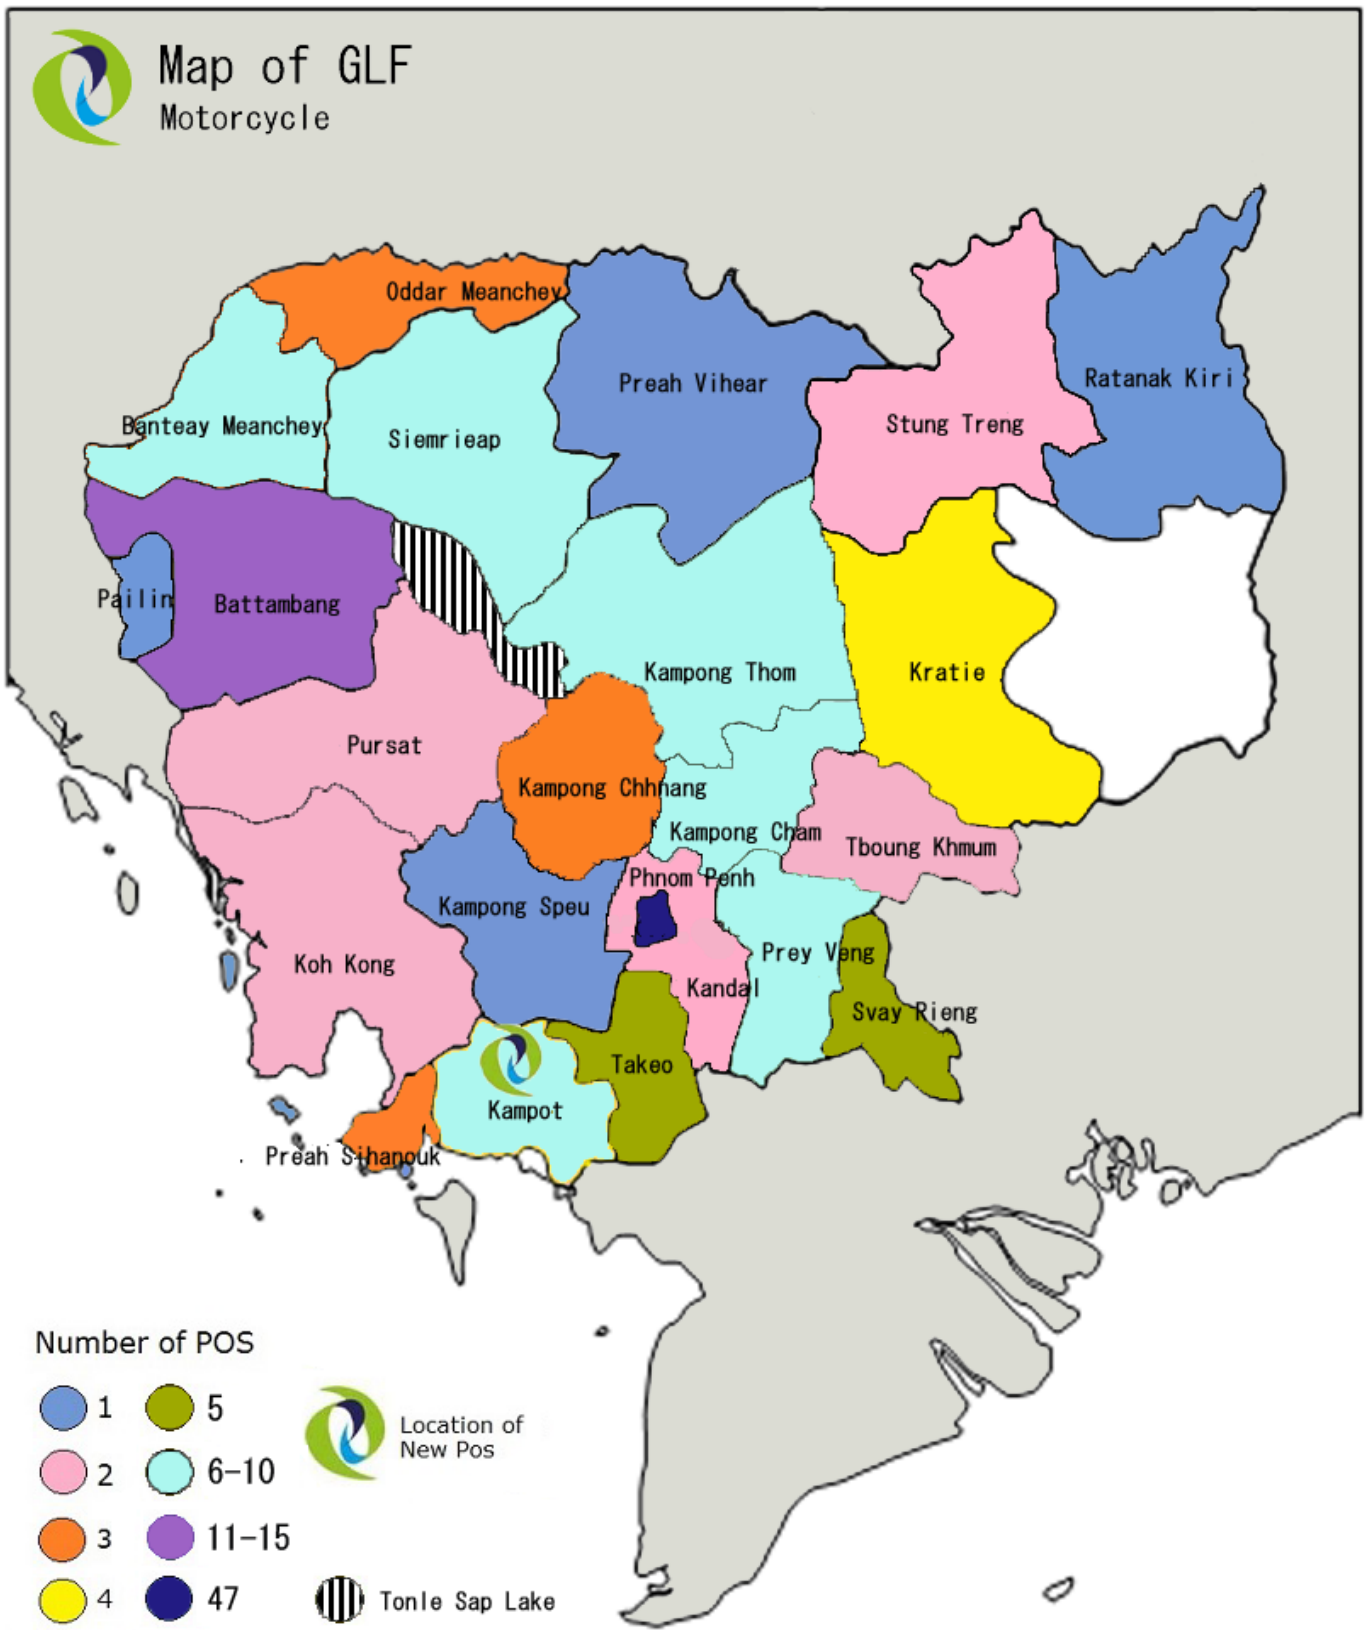 Map of GLF
Motorcycle
Oddar Meanchey
Preah Vihear
Ratanak Kiri
Banteay Meanchey
Siemrieap
Stung Treng
Pailin
Battambang
Kampong Thom
Kratie
Pursat
Kampong Chhnang
Kampong Cham
Tboung Khmum
Phnom Penh
Kampong Speu
Prey Veng
Koh Kong
Kandal
Svay Rieng
Takeo
Kampot
Preah Sihanouk
Number of POS
1
5
Location of
New Pos
2
6-10
3
11-15
4
47
Tonle Sap Lake